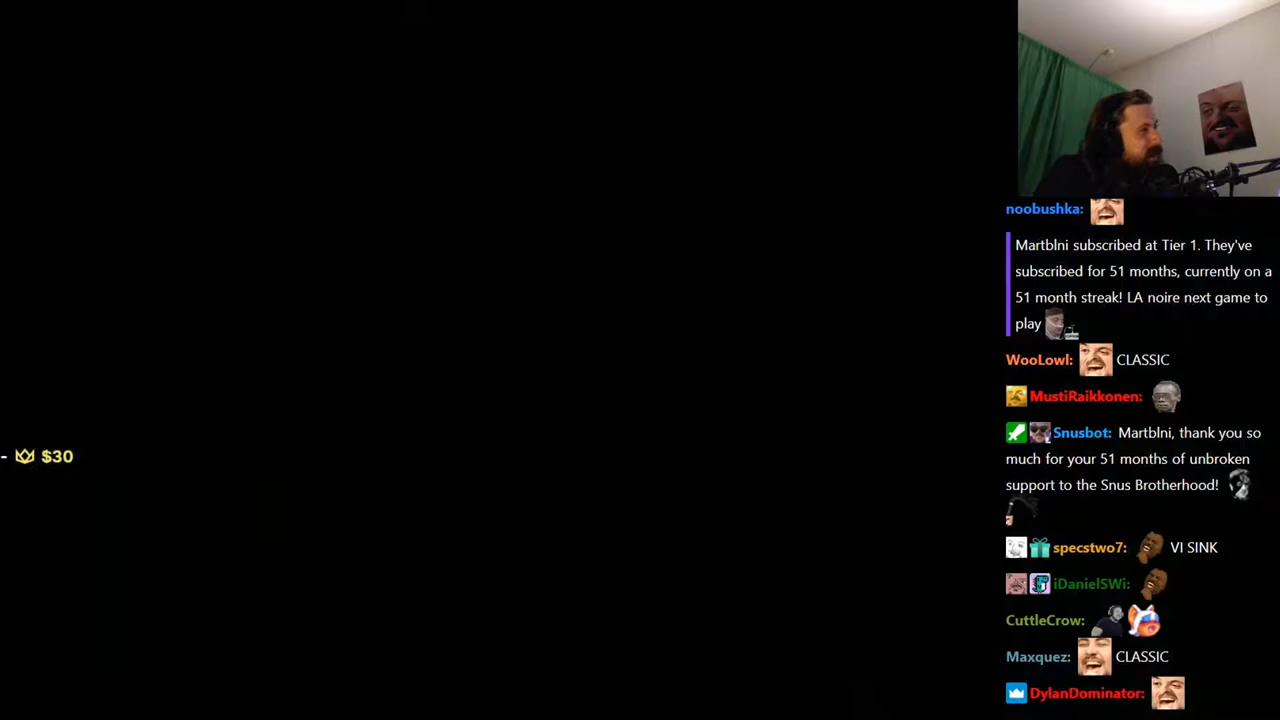 noobushka:
Martblni subscribed at Tier 1. They've
subscribed for 51 months, currently on a
51 month streak! LA noire next game to
play
WooLowl: CLASSIC
MustiRaikkonen:
Snusbot: Martblni, thank you so
much for your 51 months of unbroken
support to the Snus Brotherhood!
- $30
specstwo7: VI SINK
iDanielSWi:
CuttleCrow:
Maxquez: CLASSIC
DylanDominator: